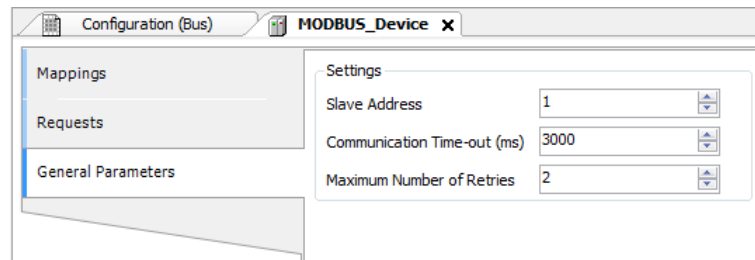 Configuration (Bus) MODBUS_Device X
Mappings
Requests
General Parameters
Settings
Slave Address 1
Communication Time-out (ms) 3000
Maximum Number of Retries 2